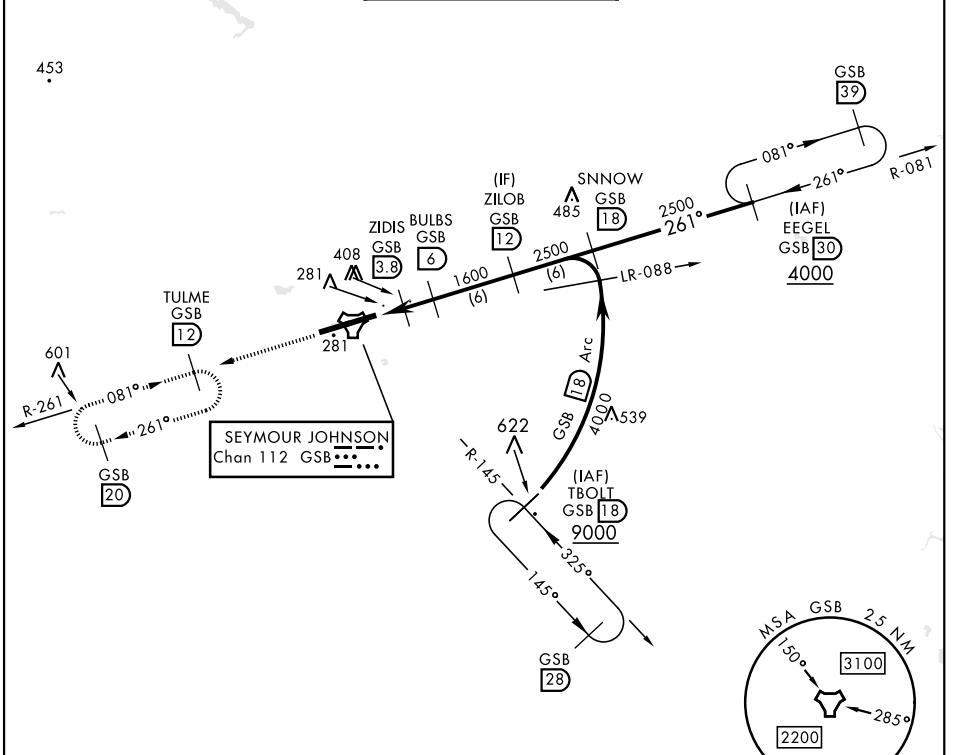 453
GSB
39
081°
261°
R-081
(IAF)
EEGEL
GSB 30
4000
2500
261°
SNNOW
GSB
18
485
(IF)
ZILOB
GSB
12
2500
(6)
LR-088
BULBS
GSB
6
1600
(6)
ZIDIS
GSB
3.8
408
281
281
TULME
GSB
12
601
081°
261°
R-261
GSB
20
SEYMOUR JOHNSON
Chan 112 GSB
GSB 18 Arc
4000
539
622
R-145
(IAF)
TBOLT
GSB 18
9000
325°
145°
GSB
28
MSA GSB 25 NM
150°
3100
285°
2200